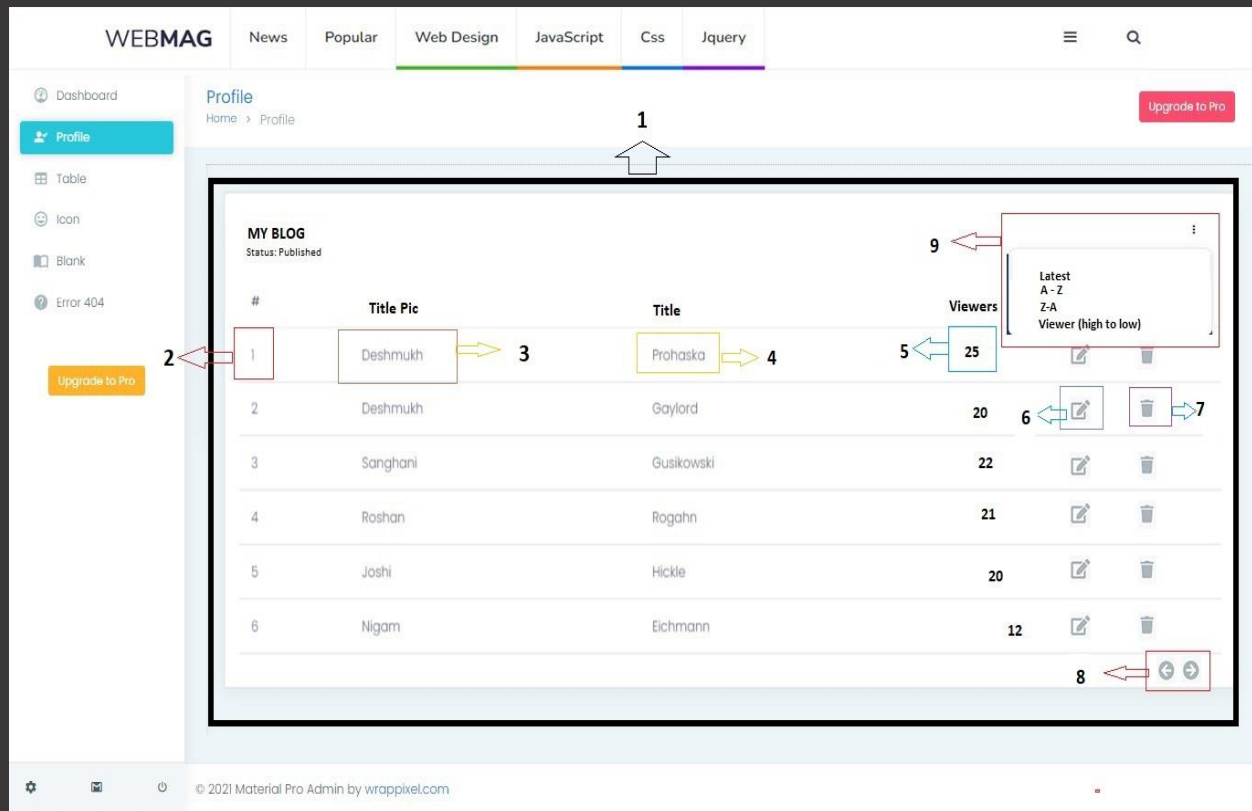 WEBMAG News Popular Web Design JavaScript Css Jquery
Dashboard
Profile
Table
Icon
Blank
Error 404
Upgrade to Pro
Profile
Home > Profile
Upgrade to Pro
1
MY BLOG
Status: Published
9
Latest
A - Z
Z-A
Viewer (high to low)
# Title Pic Title Viewers
2 1 Deshmukh 3 Prohaska 4 5 25
2 Deshmukh Gaylord 20 6 7
3 Sanghani Gusikowski 22
4 Roshan Rogahn 21
5 Joshi Hickle 20
6 Nigam Eichmann 12
8
© 2021 Material Pro Admin by wrappixel.com